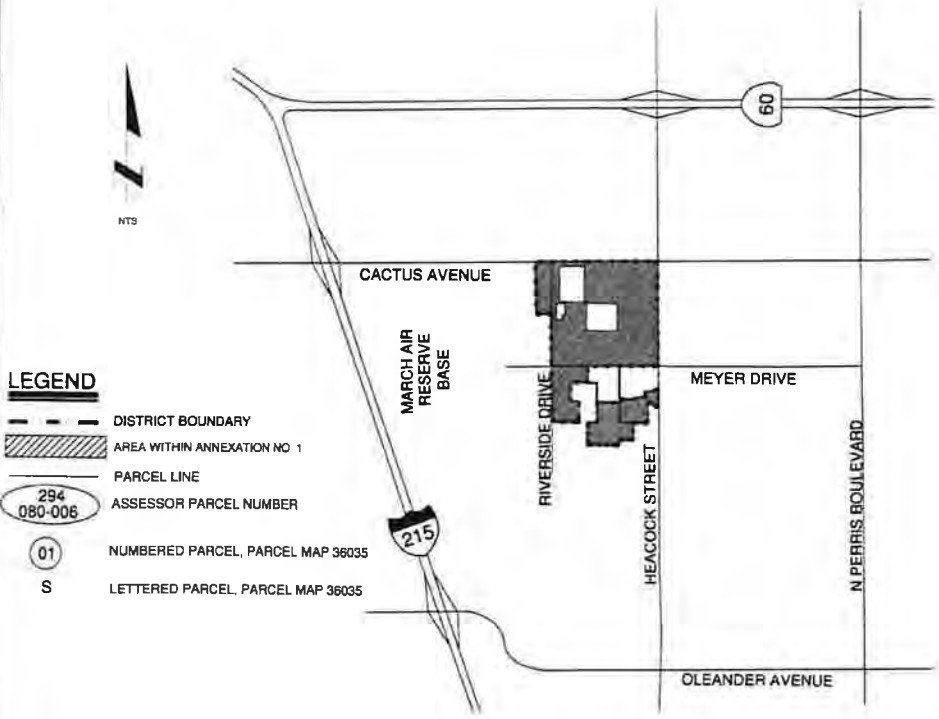 60
NTS
CACTUS AVENUE
MARCH AIR
RESERVE
BASE
MEYER DRIVE
RIVERSIDE DRIVE
HEACOCK STREET
N PERRIS BOULEVARD
215
OLEANDER AVENUE
LEGEND
DISTRICT BOUNDARY
AREA WITHIN ANNEXATION NO 1
PARCEL LINE
294
080-006
ASSESSOR PARCEL NUMBER
01
NUMBERED PARCEL, PARCEL MAP 36035
S
LETTERED PARCEL, PARCEL MAP 36035